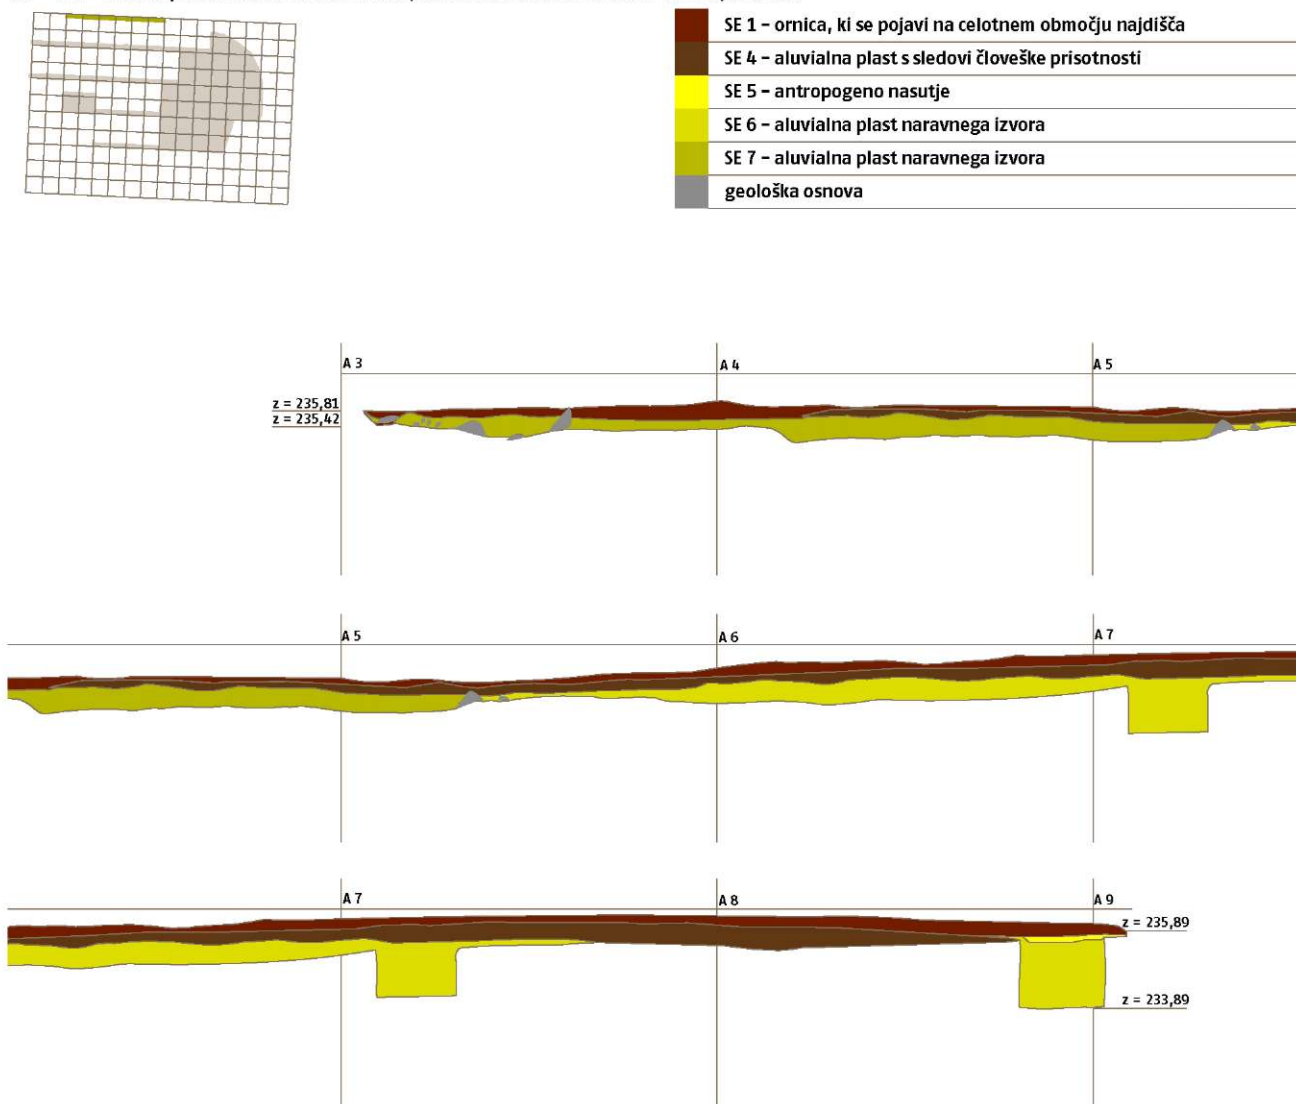 SE 1 – ornica, ki se pojavi na celotnem območju najdišča
SE 4 – aluvialna plast s sledovi človeške prisotnosti
SE 5 – antropogeno nasutje
SE 6 – aluvialna plast naravnega izvora
SE 7 – aluvialna plast naravnega izvora
geološka osnova
A 3
A 4
A 5
z = 235,81
z = 235,42
A 5
A 6
A 7
A 7
A 8
A 9
z = 235,89
z = 233,89